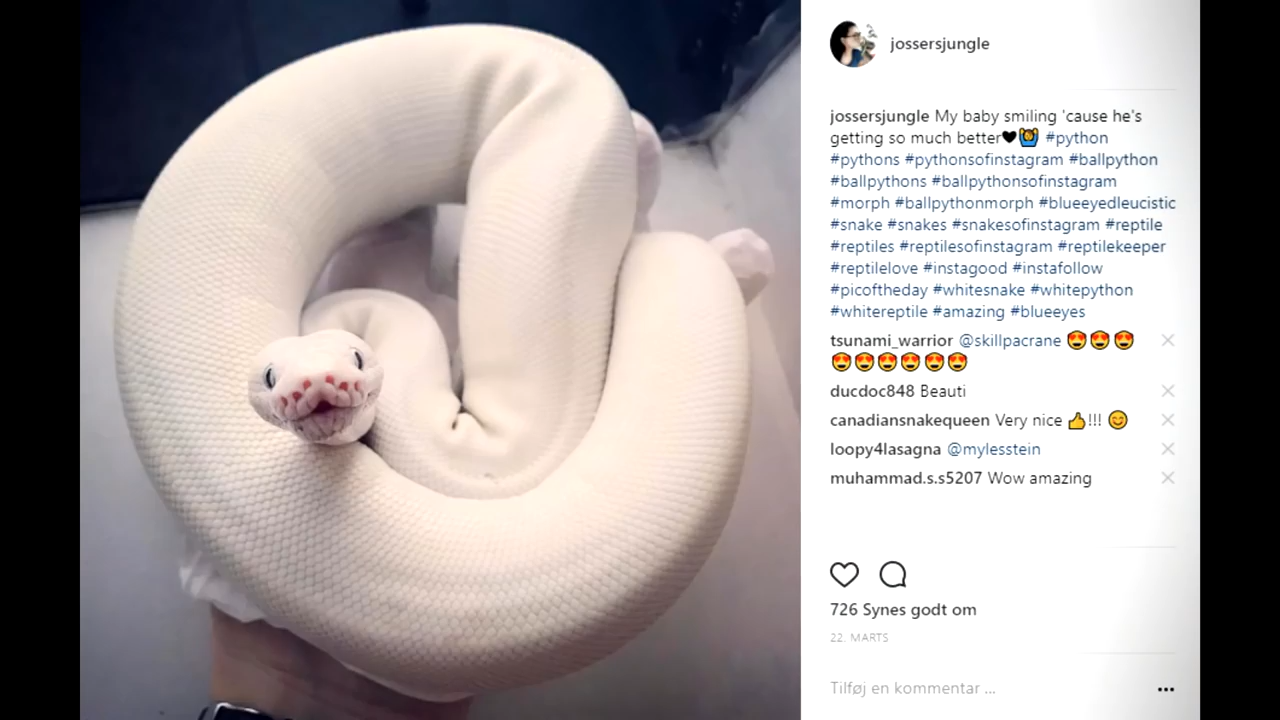 jossersjungle
jossersjungle My baby smiling 'cause he's
getting so much better🖤🙆 #python
#pythons #pythonsofinstagram #ballpython
#ballpythons #ballpythonsofinstagram
#morph #ballpythonmorph #blueeyedleucistic
#snake #snakes #snakesofinstagram #reptile
#reptiles #reptilesofinstagram #reptilekeeper
#reptilelove #instagood #instafollow
#picoftheday #whitesnake #whitepython
#whitereptile #amazing #blueeyes
tsunami_warrior @skillpacrane 😍😍😍
😍😍😍😍😍😍
ducdoc848 Beauti
canadiansnakequeen Very nice 👍!!! 😊
loopy4lasagna @mylesstein
muhammad.s.s5207 Wow amazing
726 Synes godt om
22. MARTS
Tilføj en kommentar ...